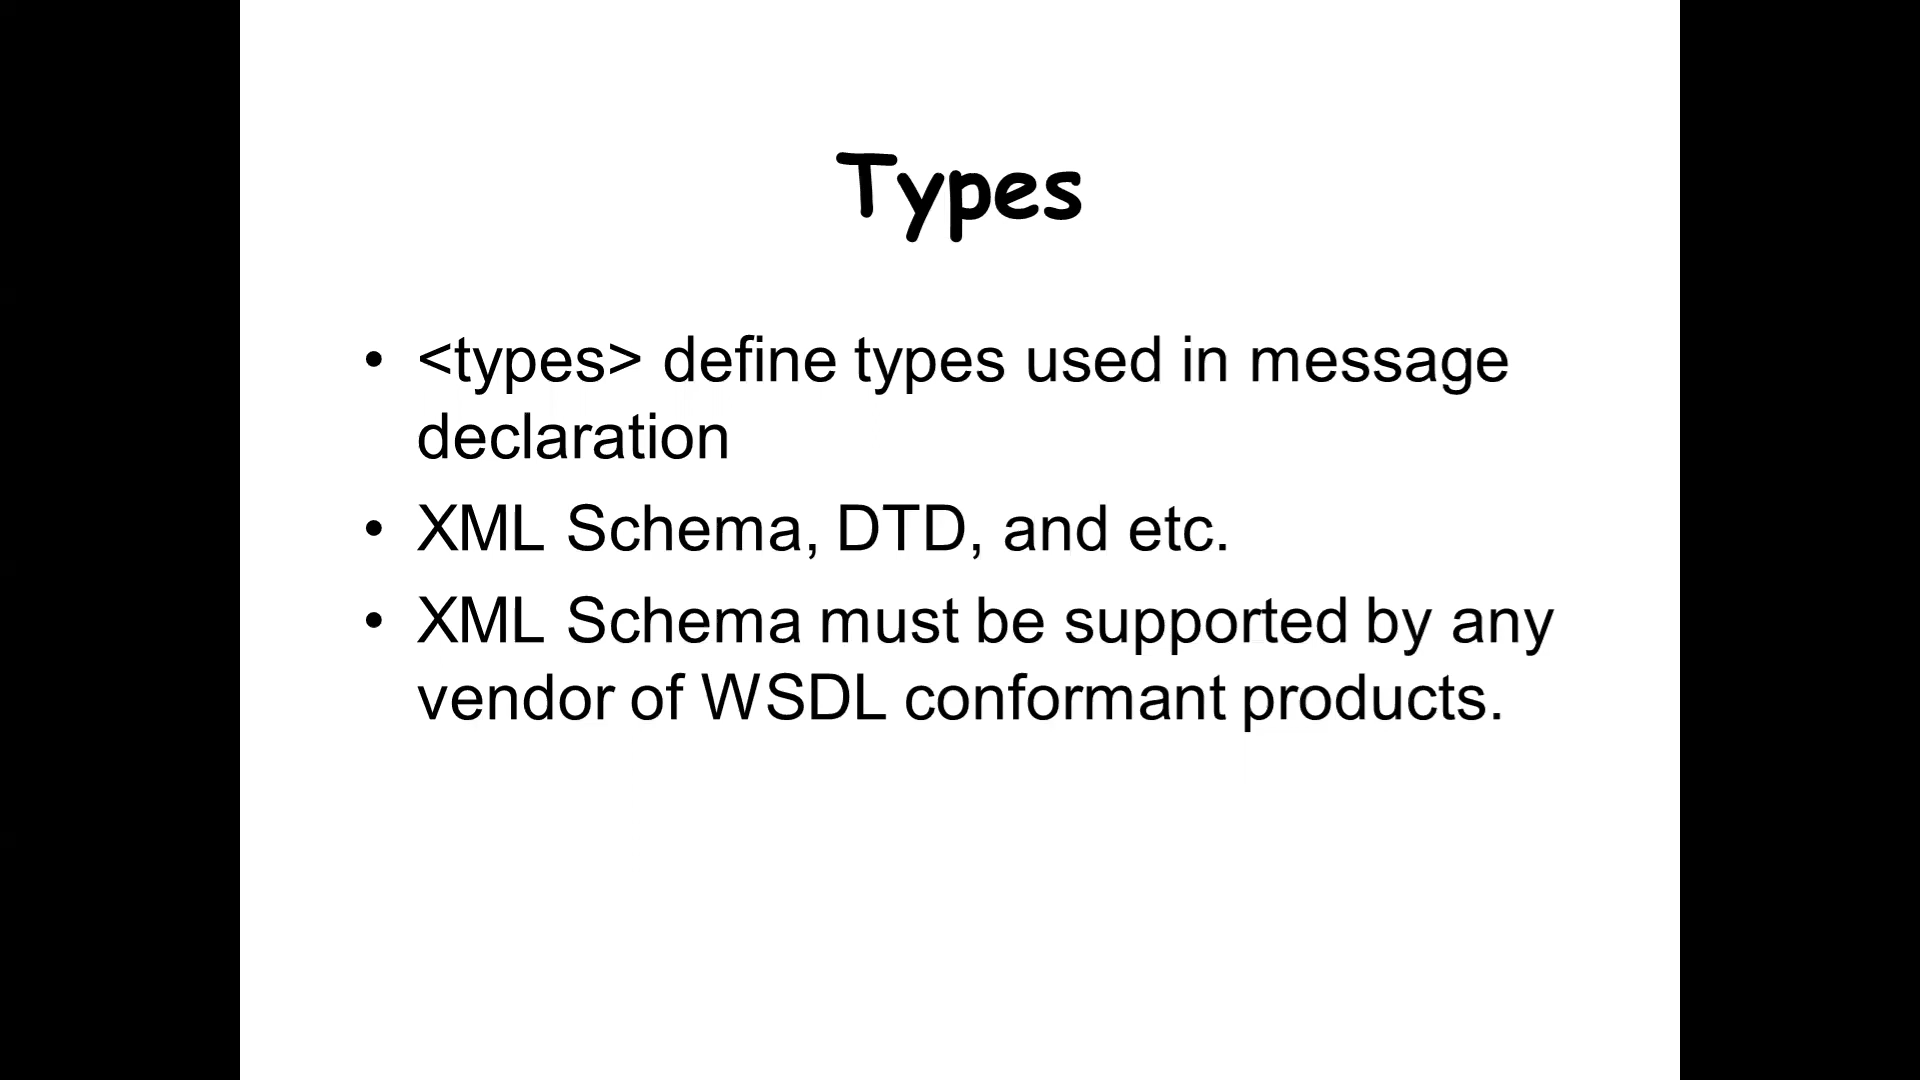 Types
• <types> define types used in message
declaration
• XML Schema, DTD, and etc.
• XML Schema must be supported by any
vendor of WSDL conformant products.